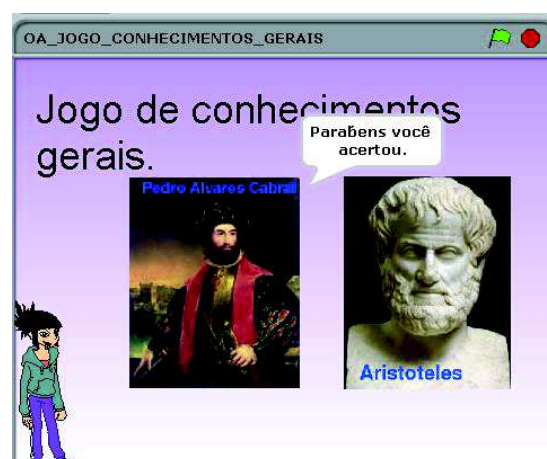 OA_JOGO_CONHECIMENTOS_GERAIS
Jogo de conhecimentos
gerais.
Parabens você
acertou.
Pedro Alvares Cabral
Aristoteles